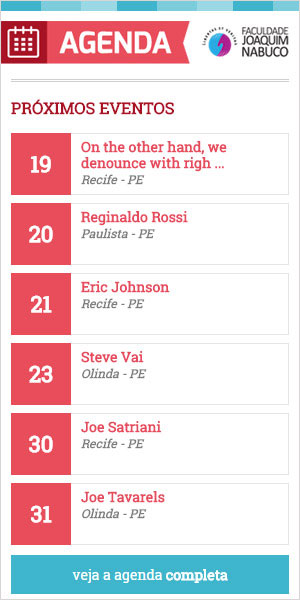 AGENDA
FACULDADE
JOAQUIM
NABUCO
PRÓXIMOS EVENTOS
19
On the other hand, we
denounce with righ ...
Recife - PE
20
Reginaldo Rossi
Paulista - PE
21
Eric Johnson
Recife - PE
23
Steve Vai
Olinda - PE
30
Joe Satriani
Recife - PE
31
Joe Tavarels
Olinda - PE
veja a agenda completa